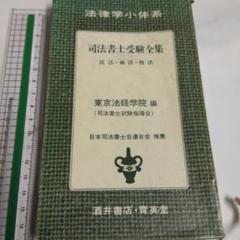 法律学小体系
司法書士受験全集
民法・商法・刑法
東京法経学院 編
(司法書士試験指導会)
日本司法書士会連合会 推薦
酒井書店・育英堂